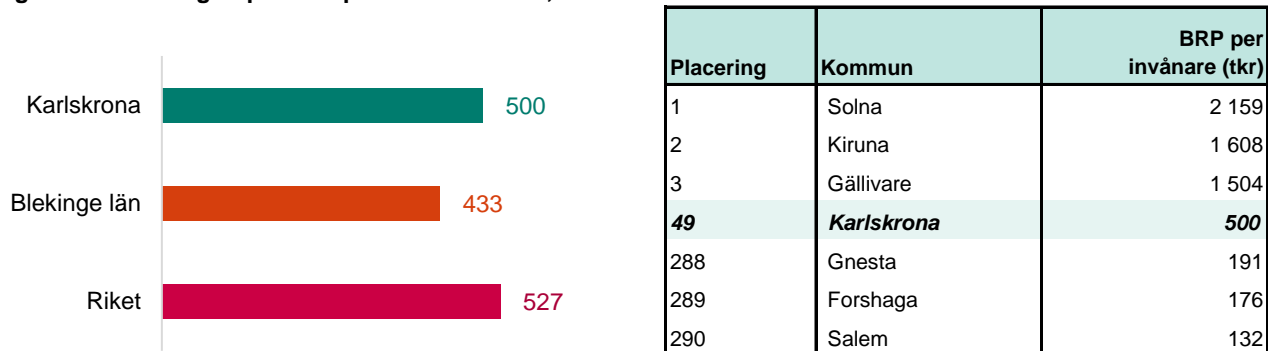 Karlskrona 500
Blekinge län 433
Riket 527
Placering Kommun BRP per invånare (tkr)
1 Solna 2 159
2 Kiruna 1 608
3 Gällivare 1 504
49 Karlskrona 500
288 Gnesta 191
289 Forshaga 176
290 Salem 132